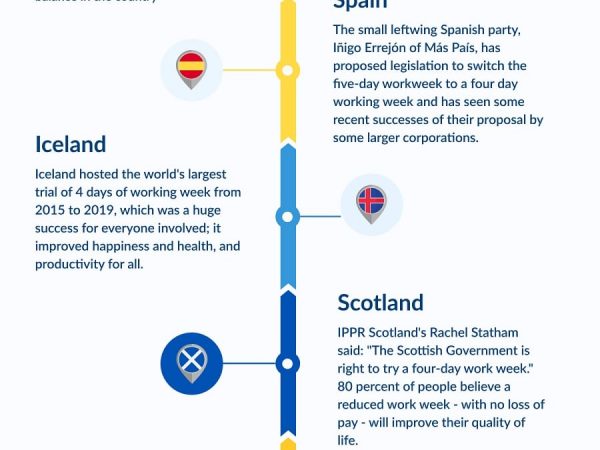 balance in the country
Spain
The small leftwing Spanish party,
Iñigo Errejón of Más País, has
proposed legislation to switch the
five-day workweek to a four day
working week and has seen some
recent successes of their proposal by
some larger corporations.
Iceland
Iceland hosted the world's largest
trial of 4 days of working week from
2015 to 2019, which was a huge
success for everyone involved; it
improved happiness and health, and
productivity for all.
Scotland
IPPR Scotland's Rachel Statham
said: "The Scottish Government is
right to try a four-day work week."
80 percent of people believe a
reduced work week - with no loss of
pay - will improve their quality of
life.